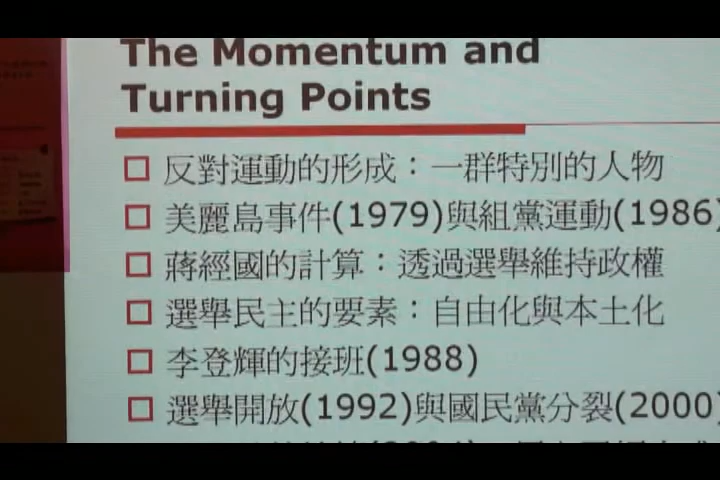 The Momentum and
Turning Points
反對運動的形成：一群特別的人物
美麗島事件(1979)與組黨運動(1986)
蔣經國的計算：透過選舉維持政權
選舉民主的要素：自由化與本土化
李登輝的接班(1988)
選舉開放(1992)與國民黨分裂(2000)